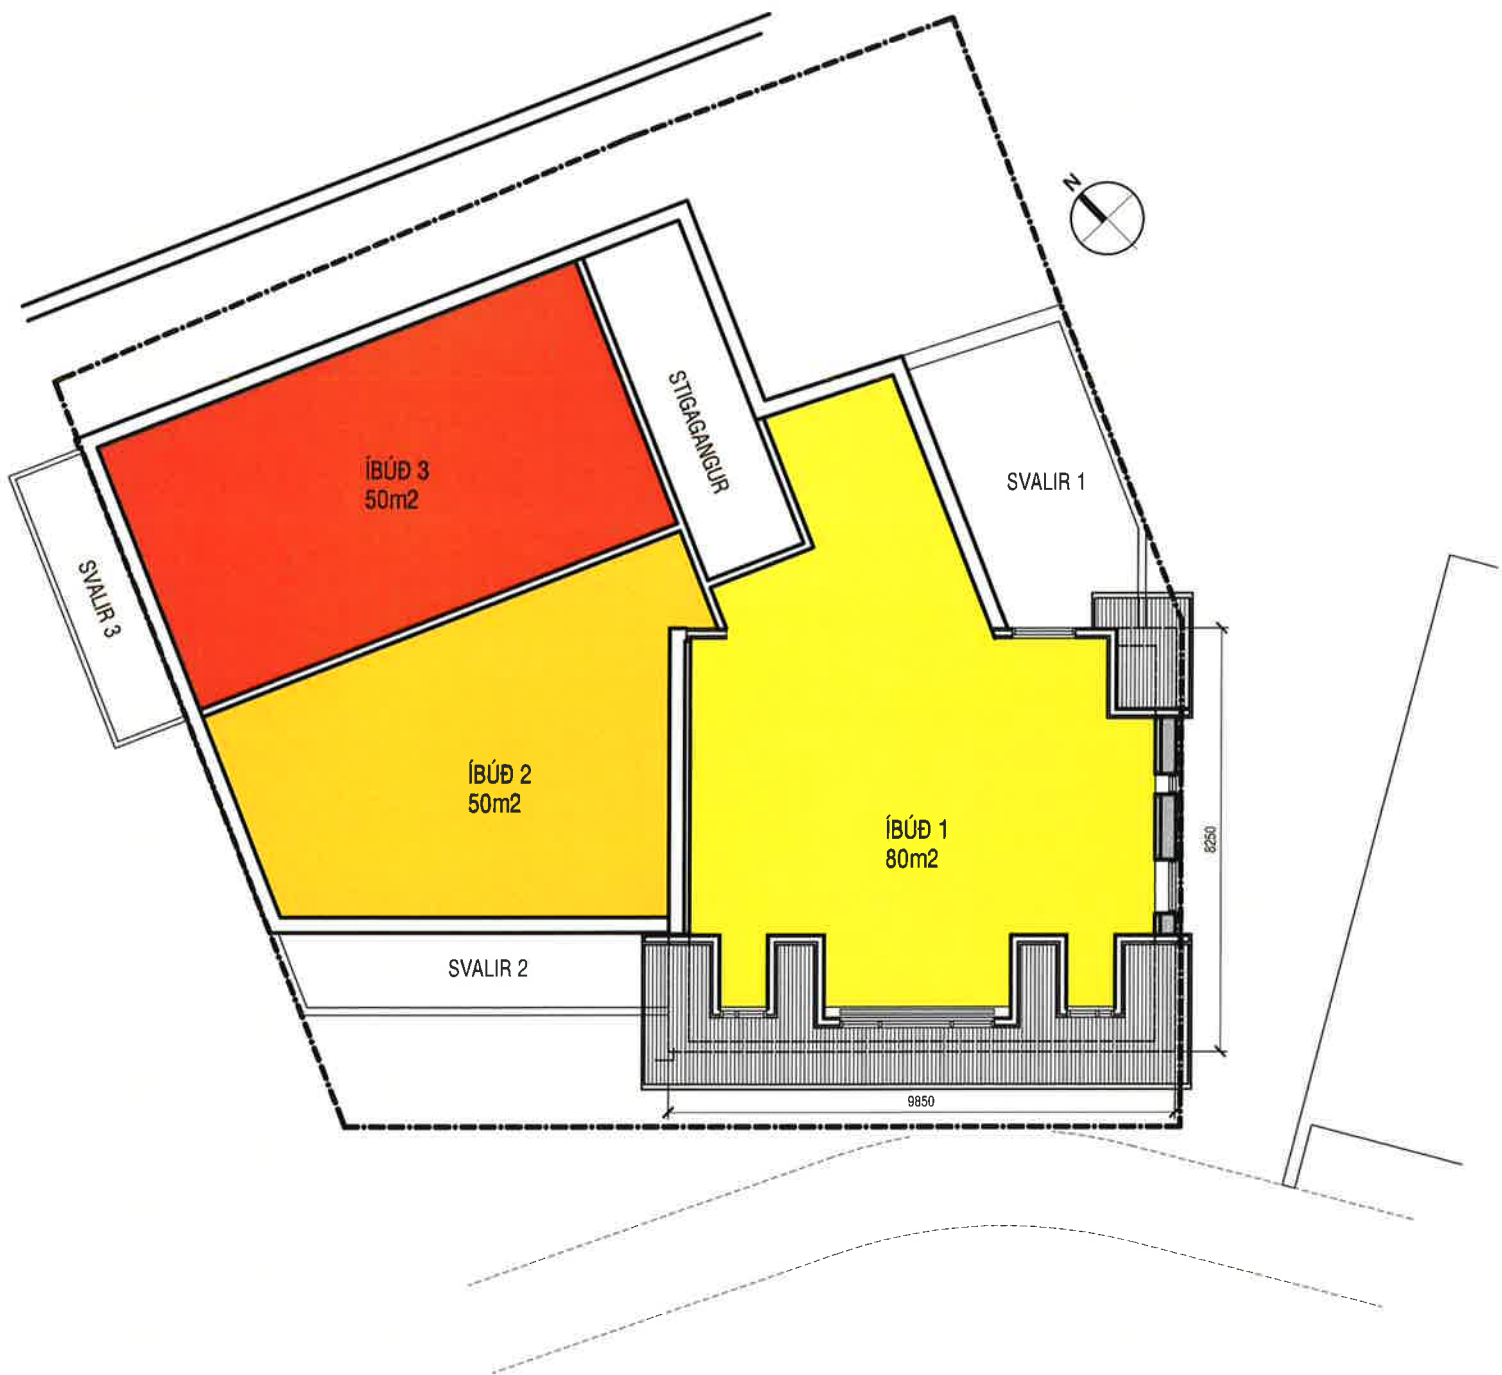 N
ÍBÚÐ 3
50m2
STIGAGANGUR
SVALIR 1
SVALIR 3
ÍBÚÐ 2
50m2
ÍBÚÐ 1
80m2
8250
SVALIR 2
9850